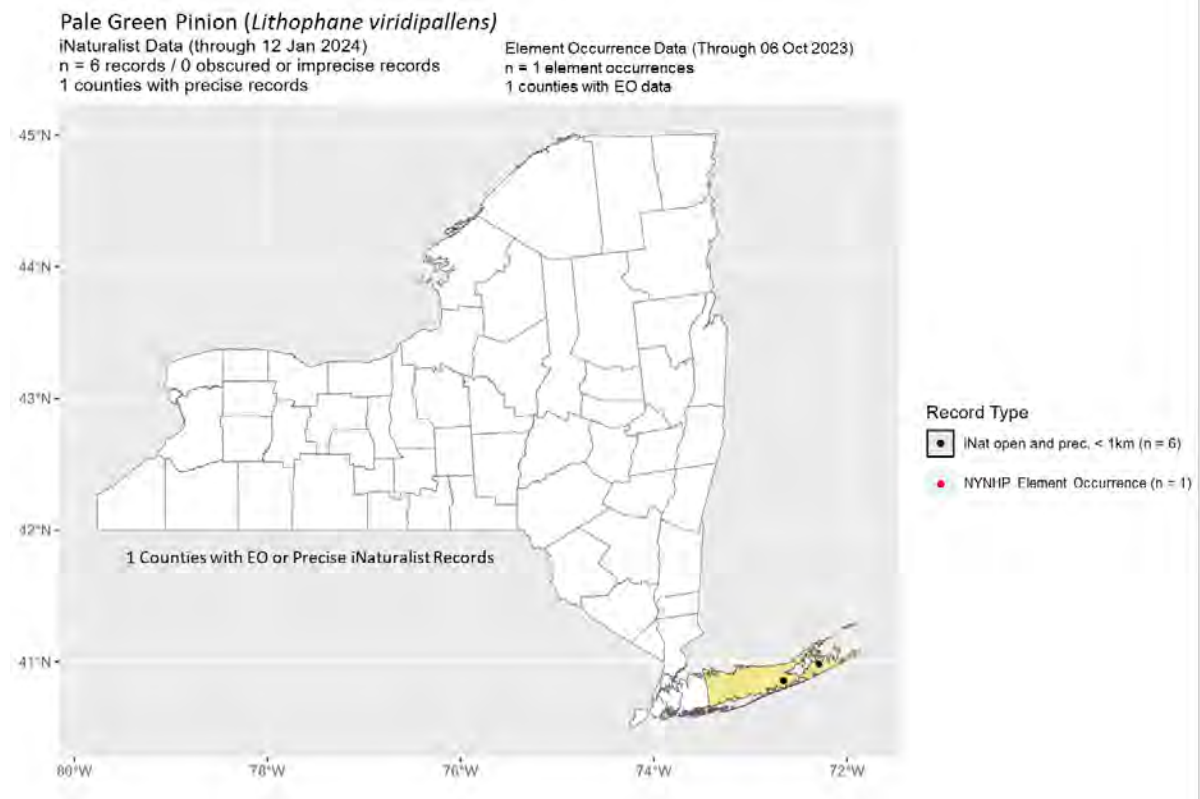 Pale Green Pinion (Lithophane viridipallens)
iNaturalist Data (through 12 Jan 2024)
n = 6 records / 0 obscured or imprecise records
1 counties with precise records
Element Occurrence Data (Through 06 Oct 2023)
n = 1 element occurrences
1 counties with EO data
45°N
44°N
43°N
42°N
41°N
1 Counties with EO or Precise iNaturalist Records
80°W
78°W
76°W
74°W
72°W
Record Type
iNat open and prec. < 1km (n = 6)
NYNHP Element Occurrence (n = 1)